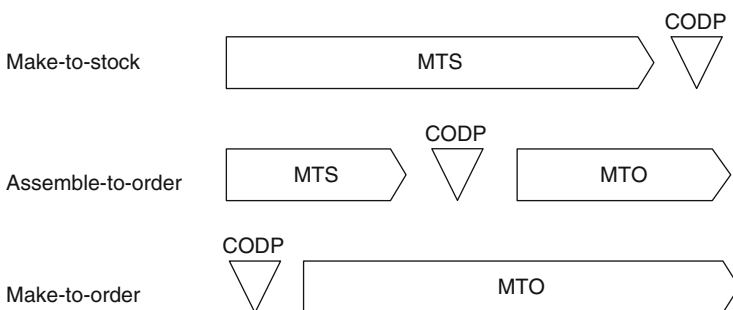 CODP
Make-to-stock
MTS
CODP
Assemble-to-order
MTS
MTO
CODP
Make-to-order
MTO